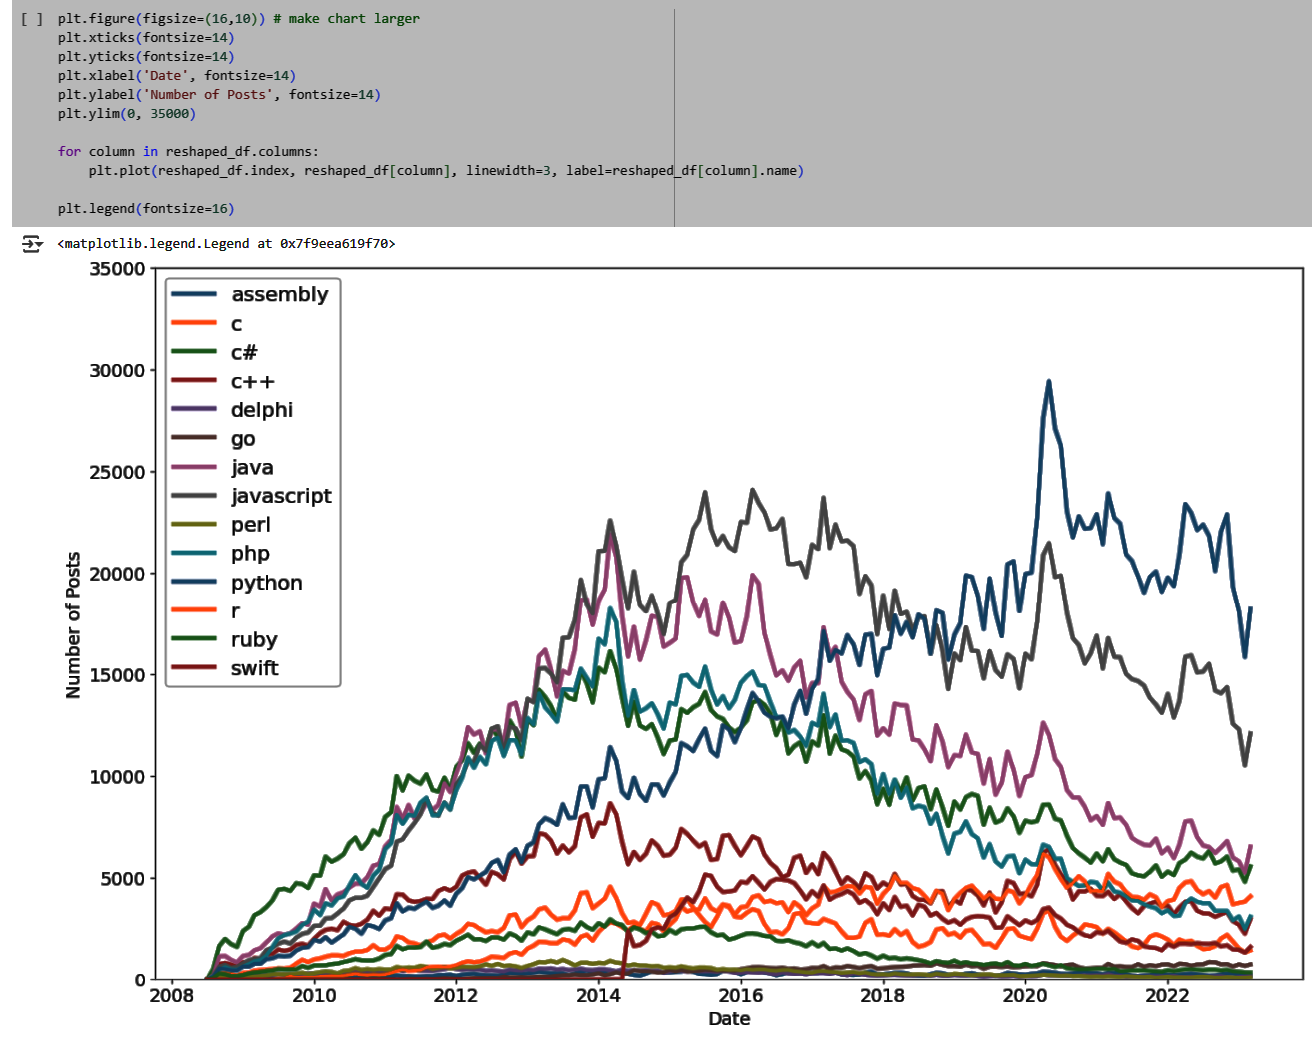 [ ] plt.figure(figsize=(16,10)) # make chart larger
plt.xticks(fontsize=14)
plt.yticks(fontsize=14)
plt.xlabel('Date', fontsize=14)
plt.ylabel('Number of Posts', fontsize=14)
plt.ylim(0, 35000)
for column in reshaped_df.columns:
    plt.plot(reshaped_df.index, reshaped_df[column], linewidth=3, label=reshaped_df[column].name)
plt.legend(fontsize=16)
<matplotlib.legend.Legend at 0x7f9eea619f70>
35000
30000
25000
20000
15000
10000
5000
0
Number of Posts
assembly
c
c#
c++
delphi
go
java
javascript
perl
php
python
r
ruby
swift
2008 2010 2012 2014 2016 2018 2020 2022
Date